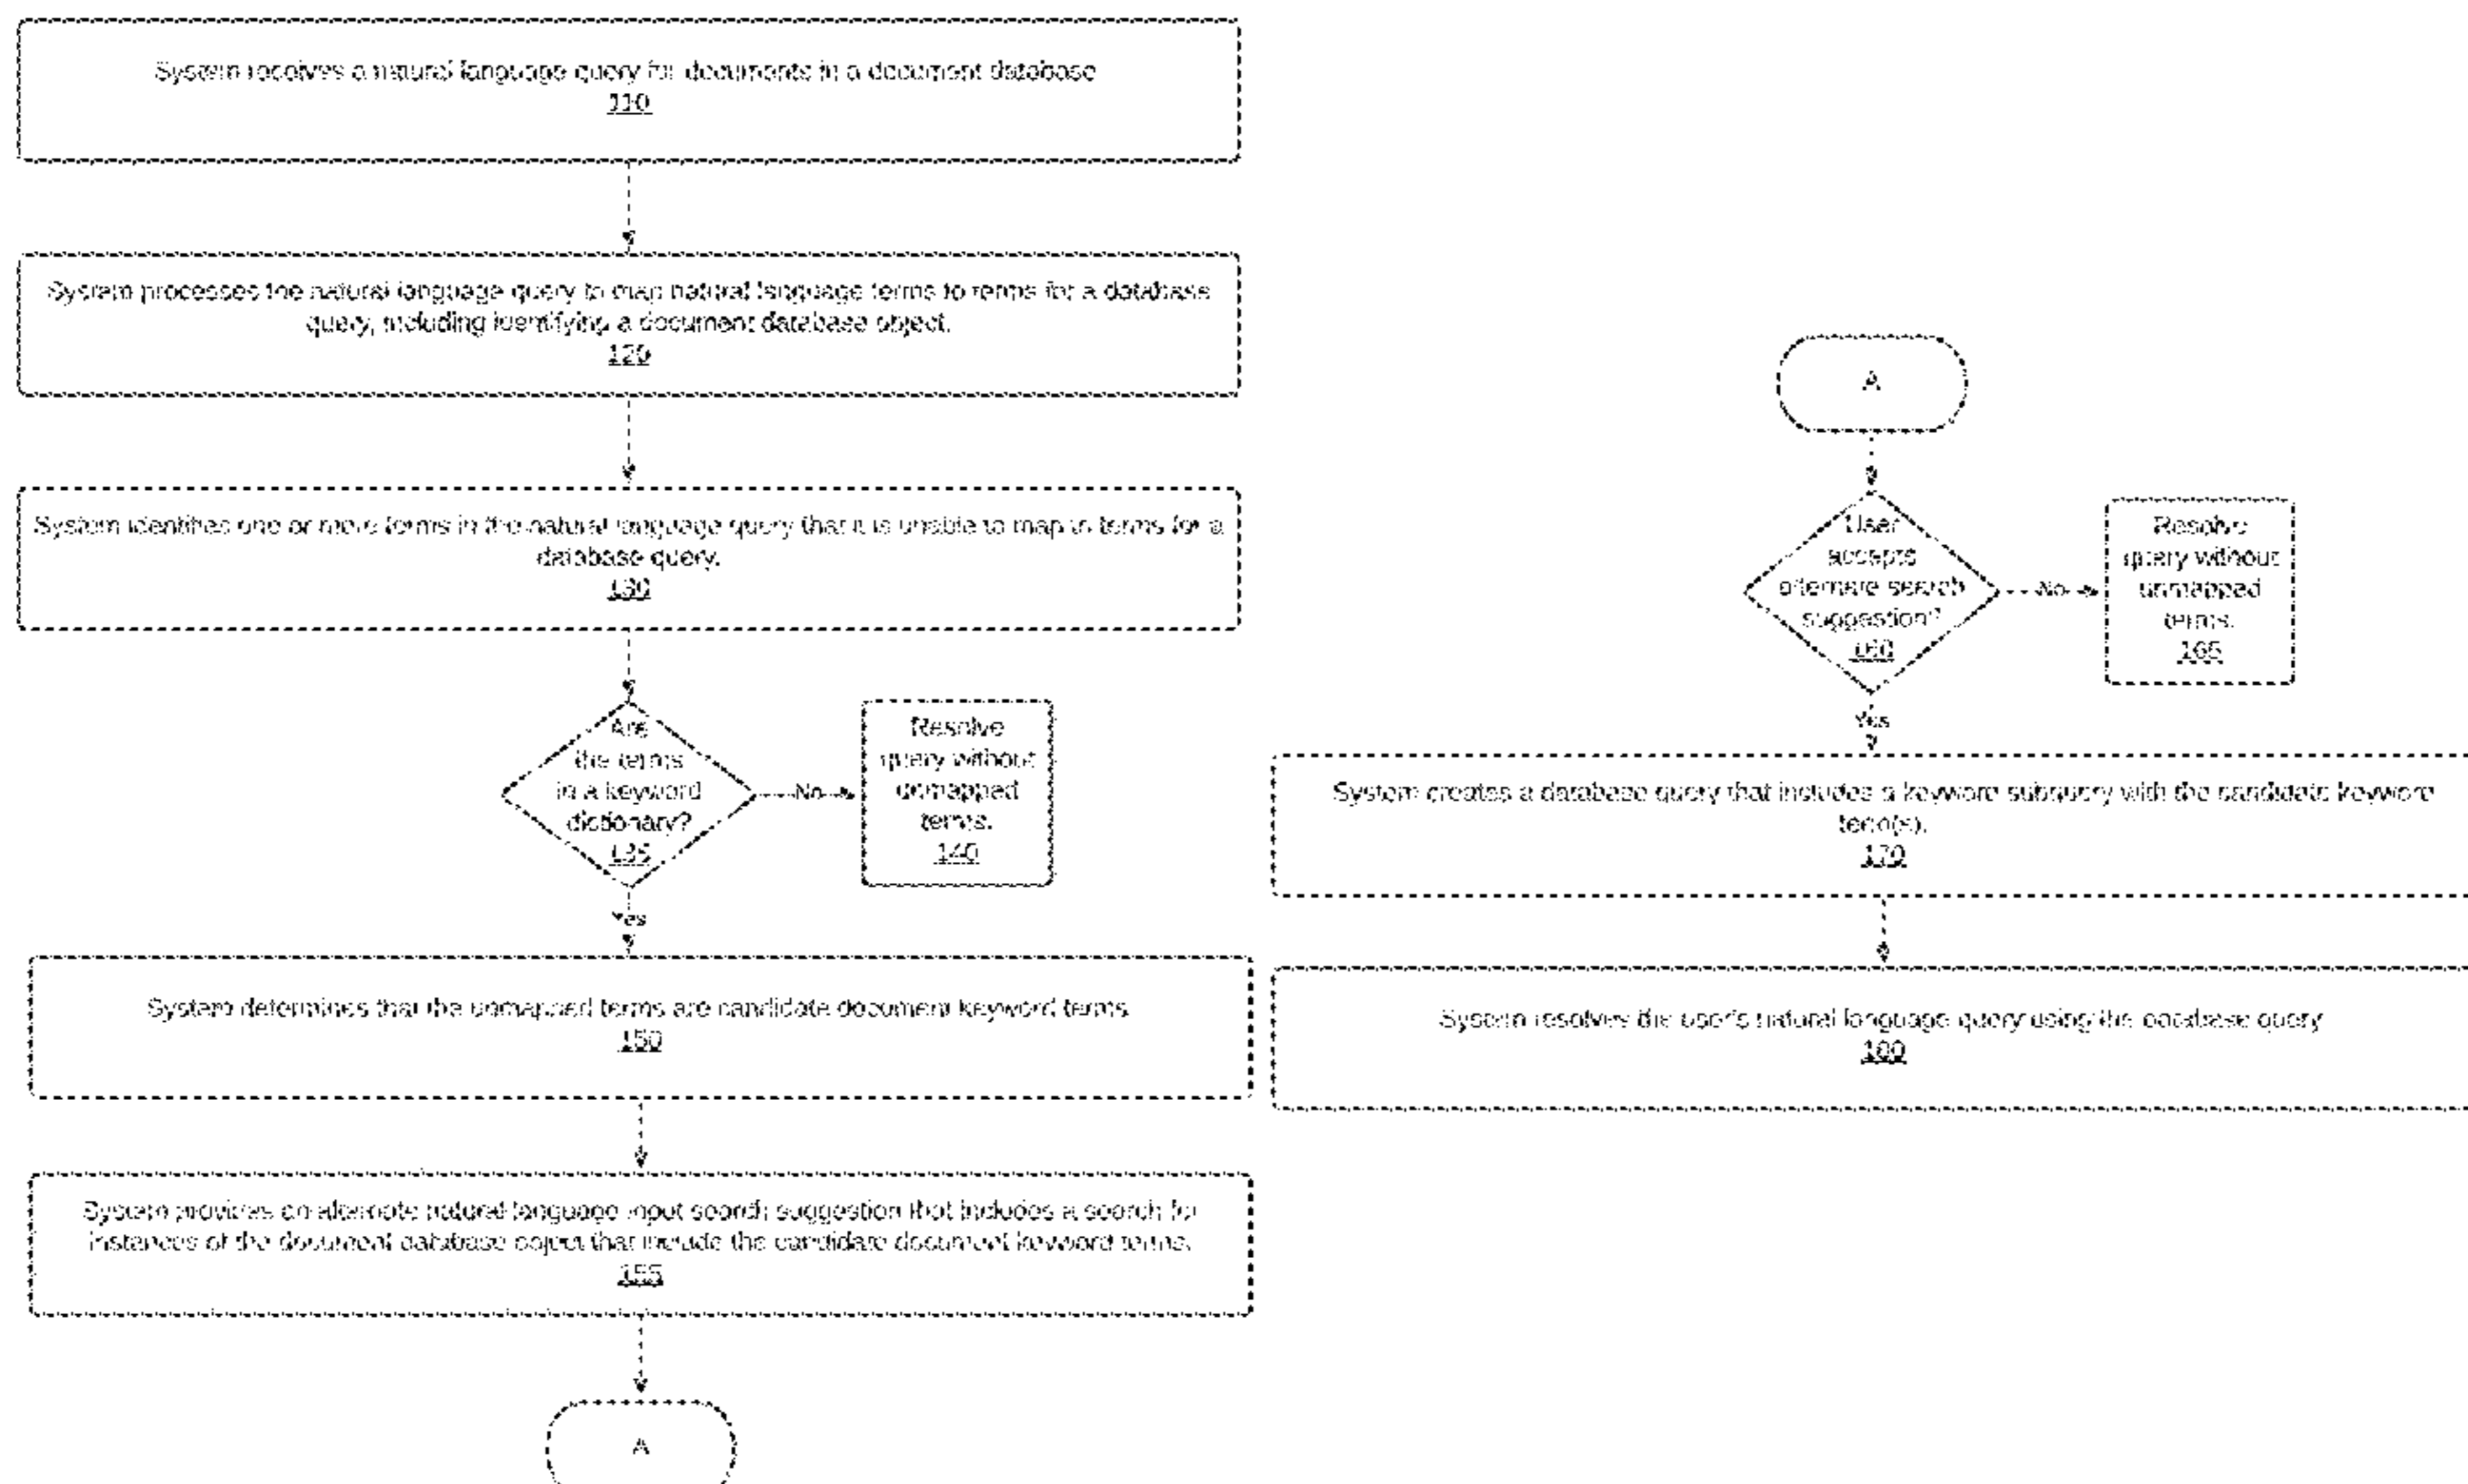 System receives a natural language query for documents in a document database
110
System processes the natural language query to map natural language terms to terms for a database
query, including identifying a document database object.
120
System identifies one or more terms in the natural language query that it is unable to map to terms for a
database query.
130
Are
the terms
in a keyword
dictionary?
135
No
Resolve
query without
unmapped
terms.
140
Yes
System determines that the unmapped terms are candidate document keyword terms
150
System provides an alternate natural language input search suggestion that includes a search for
instances of the document database object that include the candidate document keyword terms.
155
A
A
User
accepts
alternate search
suggestion?
160
No
Resolve
query without
unmapped
terms.
165
Yes
System creates a database query that includes a keyword subquery with the candidate keyword
term(s).
170
System resolves the user's natural language query using the database query
180